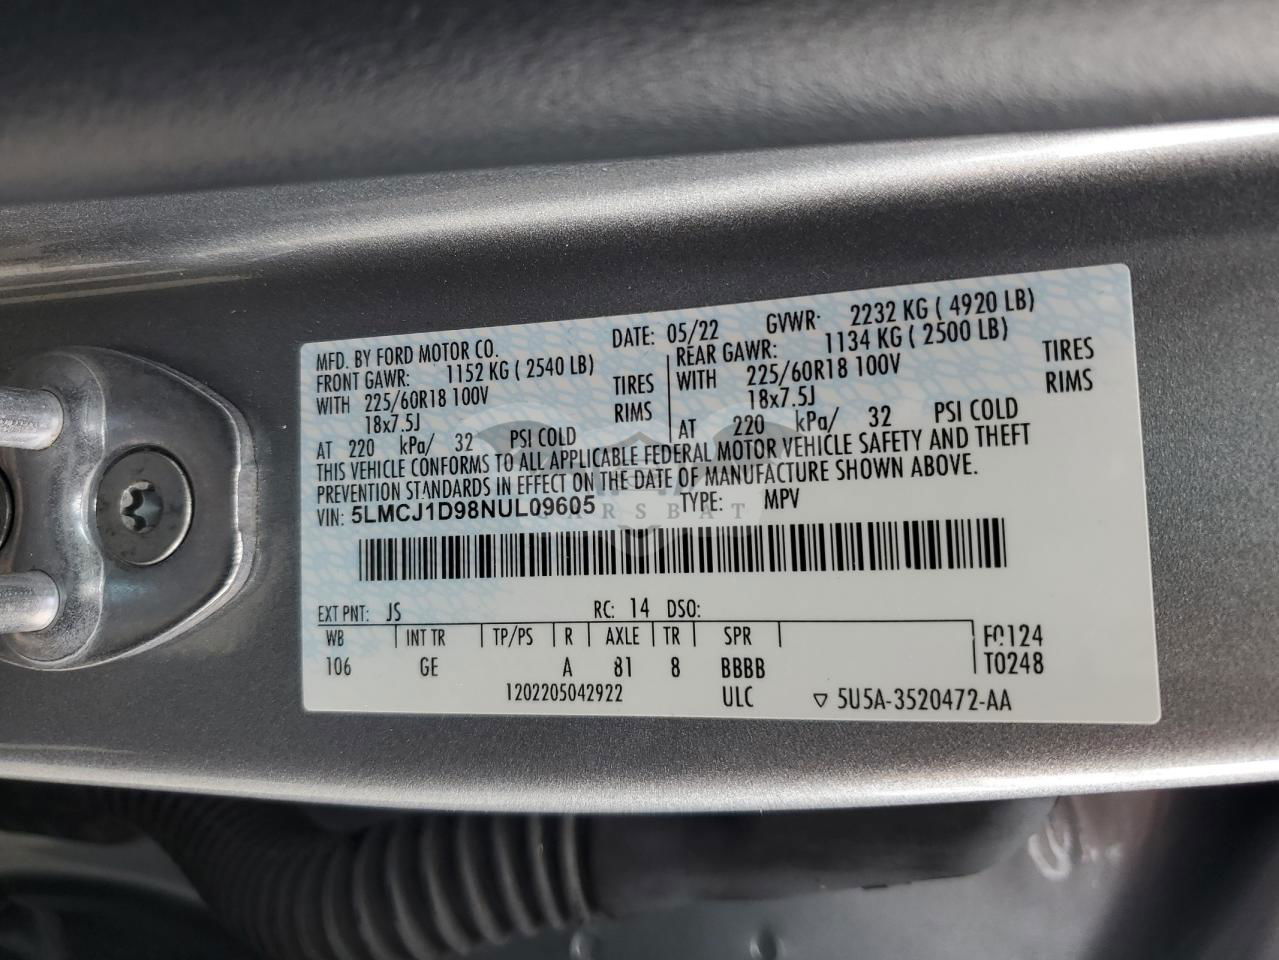 MFD. BY FORD MOTOR CO. DATE: 05/22 GVWR: 2232 KG ( 4920 LB)
FRONT GAWR: 1152 KG ( 2540 LB) REAR GAWR: 1134 KG ( 2500 LB)
WITH 225/60R18 100V TIRES WITH 225/60R18 100V TIRES
18x7.5J RIMS 18x7.5J RIMS
AT 220 kPa/ 32 PSI COLD AT 220 kPa/ 32 PSI COLD
THIS VEHICLE CONFORMS TO ALL APPLICABLE FEDERAL MOTOR VEHICLE SAFETY AND THEFT
PREVENTION STANDARDS IN EFFECT ON THE DATE OF MANUFACTURE SHOWN ABOVE.
VIN: 5LMCJ1D98NUL09605 TYPE: MPV
CARSBAT
EXT PNT: JS RC: 14 DSO:
WB INT TR TP/PS R AXLE TR SPR F0124
106 GE A 81 8 BBBB T0248
1202205042922 ULC ▽ 5U5A-3520472-AA